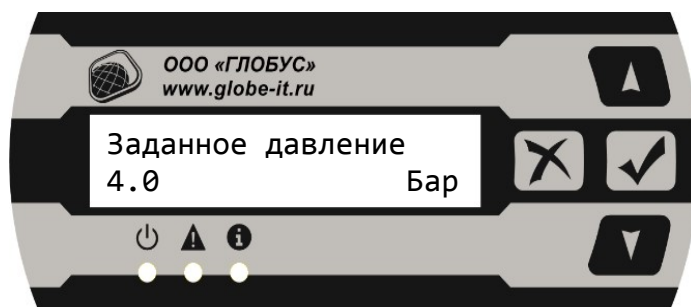 ООО «ГЛОБУС»
www.globe-it.ru
Заданное давление
4.0 Бар